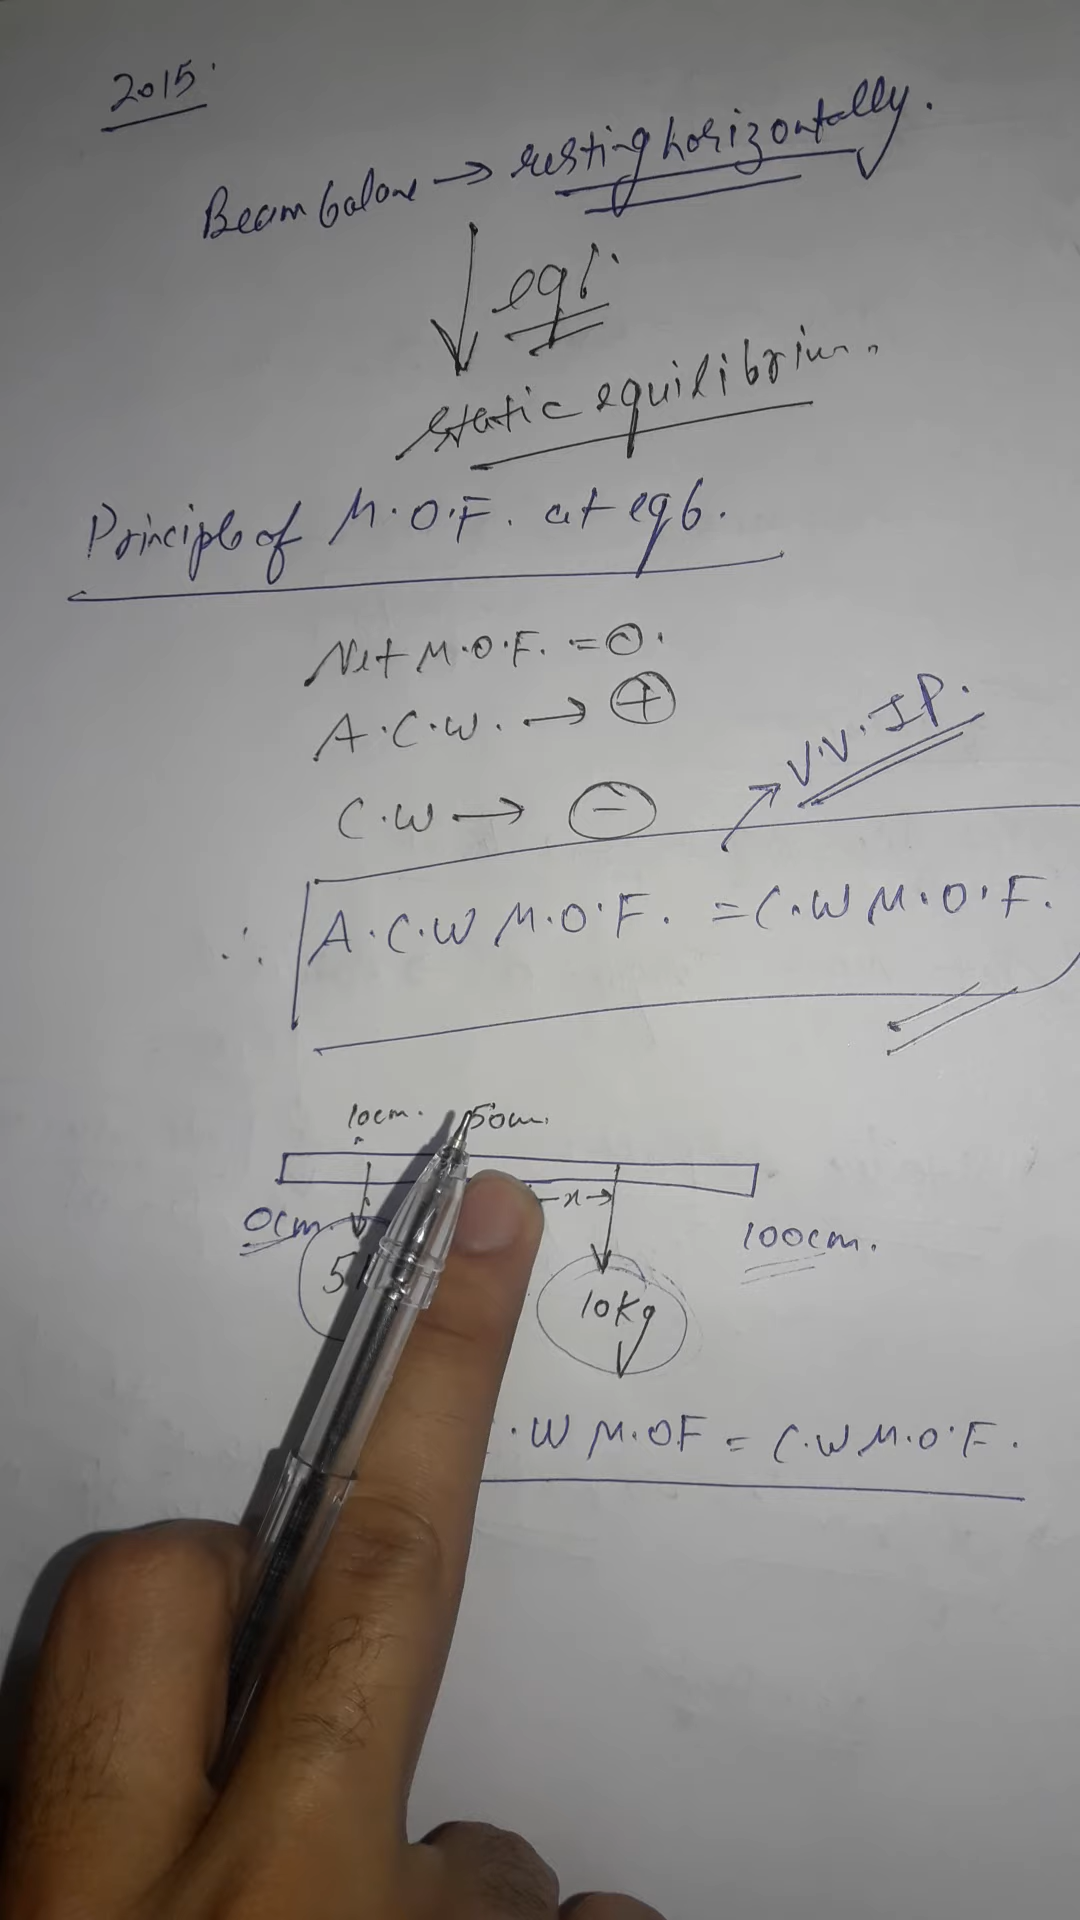 2015.
Beam balance → resting horizontally.
eqb.
static equilibrium.
Principle of M.O.F. at eqb.
Net M.O.F. = 0.
A.C.W. → +
C.W → -
V.V.IP.
∴ A.C.W M.O.F. = C.W M.O.F.
10cm. 50cm.
x
0cm. 100cm.
5 10Kg
.W M.OF = C.W M.O.F.